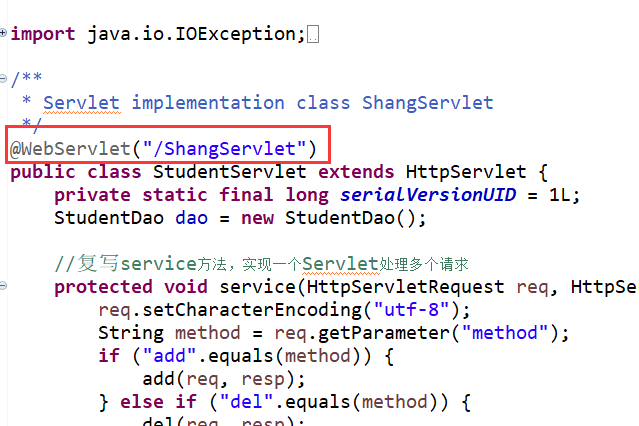 import java.io.IOException;
/**
 * Servlet implementation class ShangServlet
 */
@WebServlet("/ShangServlet")
public class StudentServlet extends HttpServlet {
    private static final long serialVersionUID = 1L;
    StudentDao dao = new StudentDao();
    //复写service方法，实现一个Servlet处理多个请求
    protected void service(HttpServletRequest req, HttpSe
        req.setCharacterEncoding("utf-8");
        String method = req.getParameter("method");
        if ("add".equals(method)) {
            add(req, resp);
        } else if ("del".equals(method)) {
            del(req, resp);